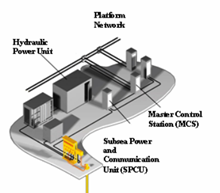 Platform
Network
Hydraulic
Power Unit
Master Control
Station (MCS)
Subsea Power
and
Communication
Unit (SPCU)